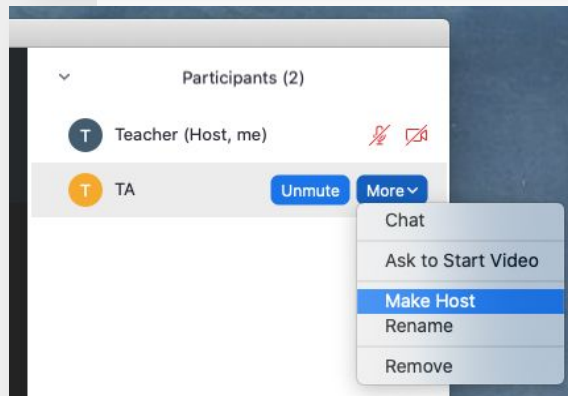 Participants (2)
T Teacher (Host, me)
T TA Unmute More
Chat
Ask to Start Video
Make Host
Rename
Remove